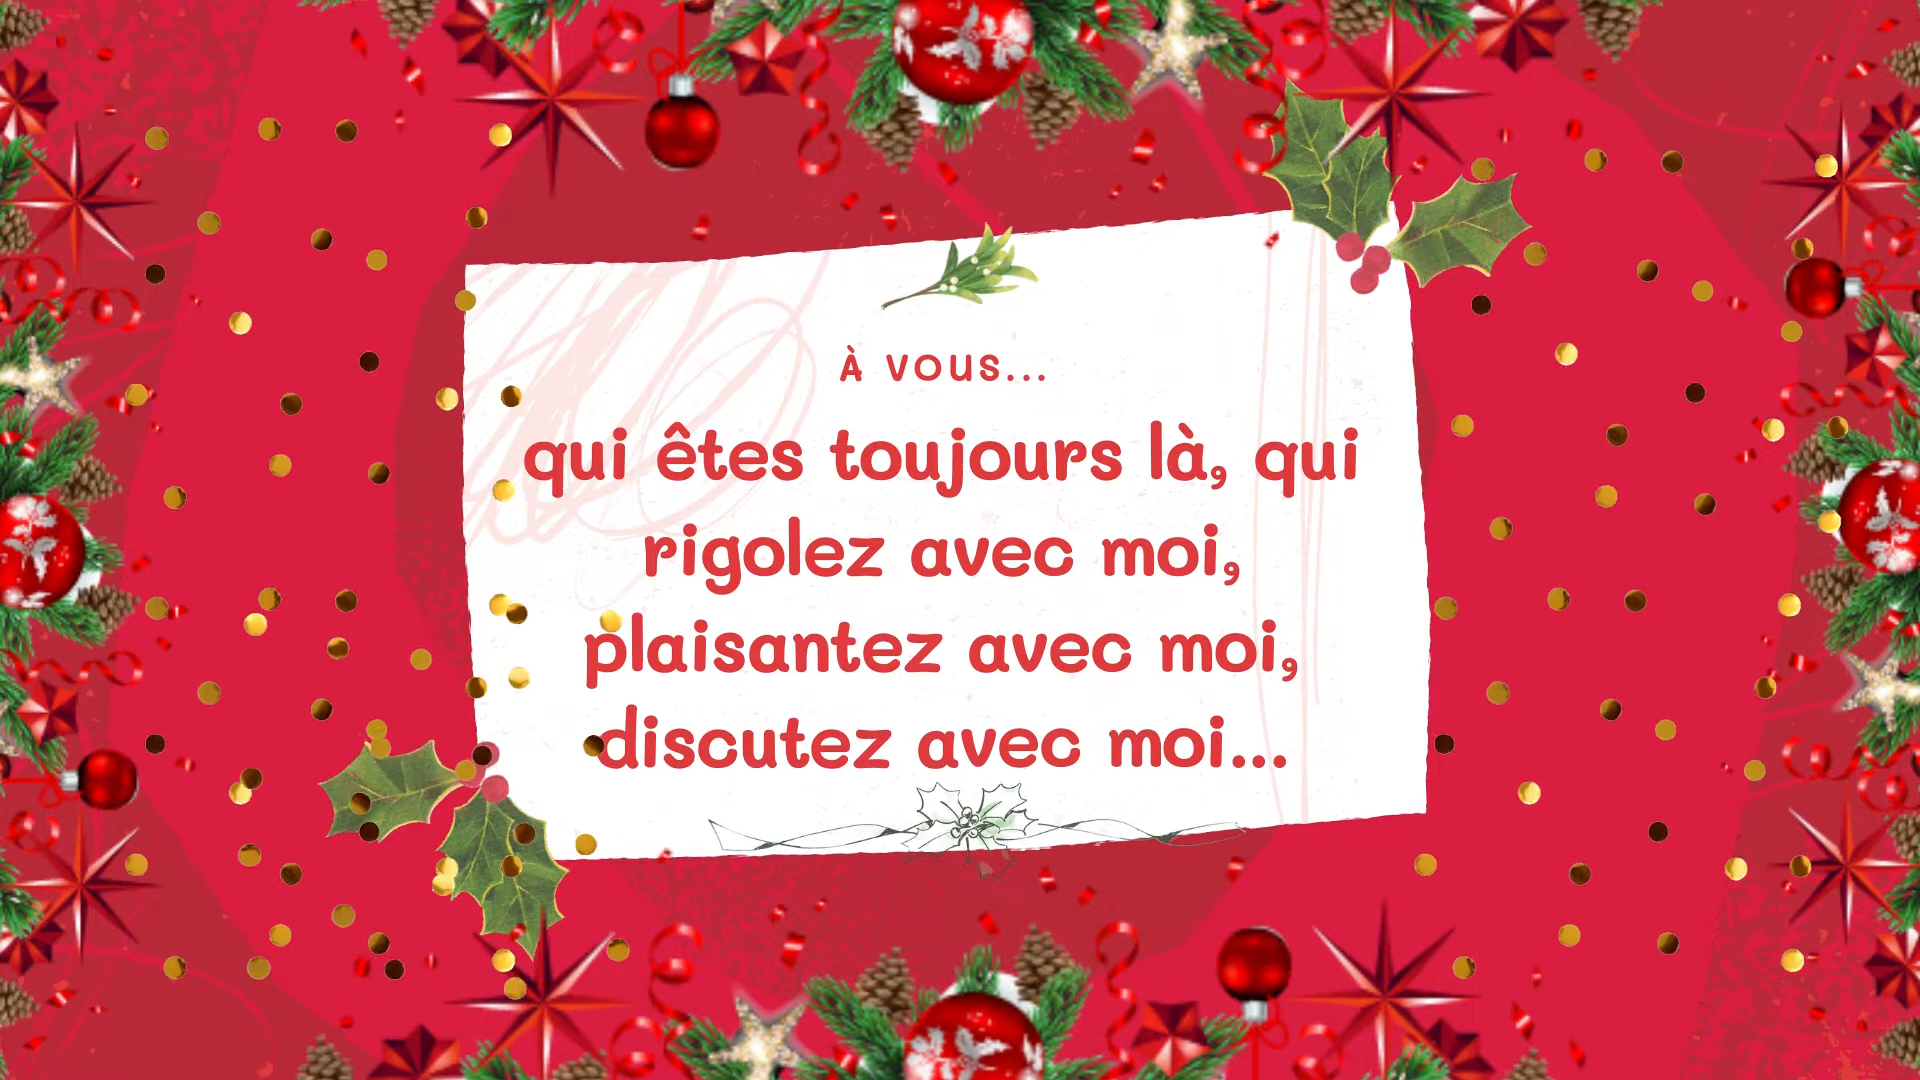 À vous...
qui êtes toujours là, qui
rigolez avec moi,
plaisantez avec moi,
discutez avec moi...